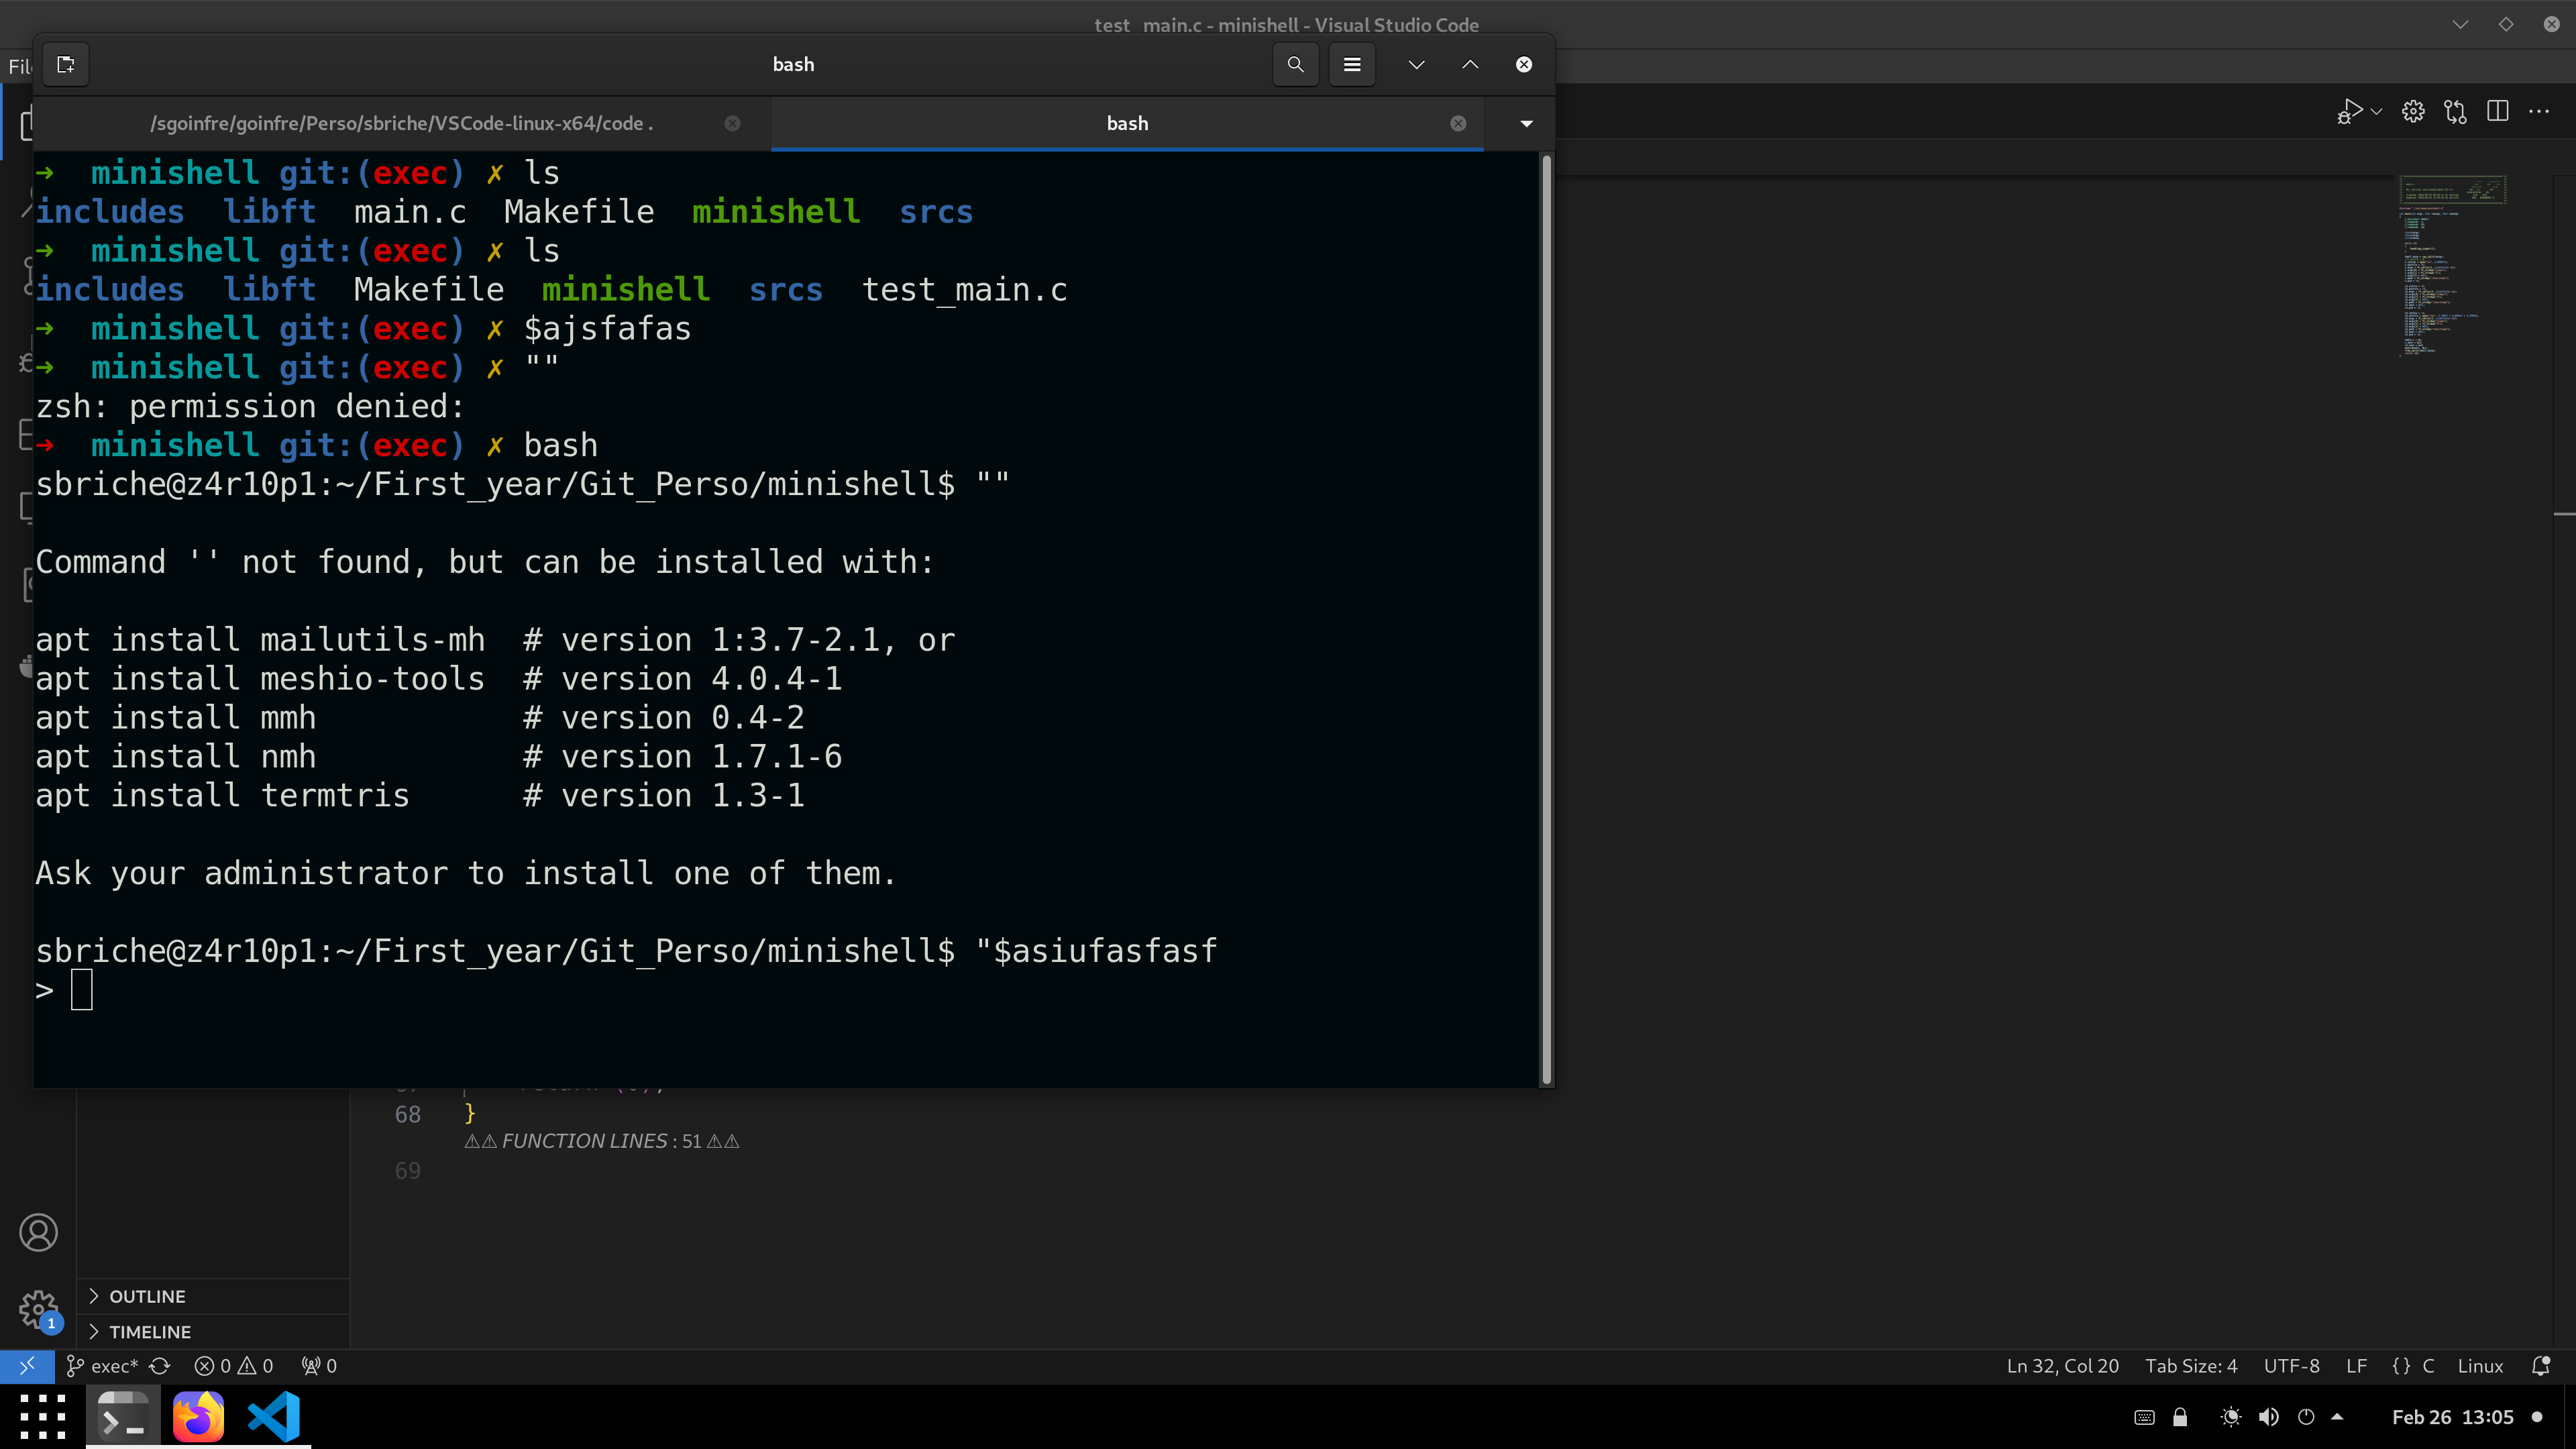 test_main.c - minishell - Visual Studio Code
bash
/sgoinfre/goinfre/Perso/sbriche/VSCode-linux-x64/code .
bash
➜  minishell git:(exec) ✗ ls
includes  libft  main.c  Makefile  minishell  srcs
➜  minishell git:(exec) ✗ ls
includes  libft  Makefile  minishell  srcs  test_main.c
➜  minishell git:(exec) ✗ $ajsfafas
➜  minishell git:(exec) ✗ ""
zsh: permission denied:
➜  minishell git:(exec) ✗ bash
sbriche@z4r10p1:~/First_year/Git_Perso/minishell$ ""
Command '' not found, but can be installed with:
apt install mailutils-mh  # version 1:3.7-2.1, or
apt install meshio-tools  # version 4.0.4-1
apt install mmh           # version 0.4-2
apt install nmh           # version 1.7.1-6
apt install termtris      # version 1.3-1
Ask your administrator to install one of them.
sbriche@z4r10p1:~/First_year/Git_Perso/minishell$ "$asiufasfasf
>
68 }
⚠⚠ FUNCTION LINES : 51 ⚠⚠
69
OUTLINE
1
TIMELINE
exec* 0 0 0
Ln 32, Col 20 Tab Size: 4 UTF-8 LF {} C Linux
Feb 26 13:05